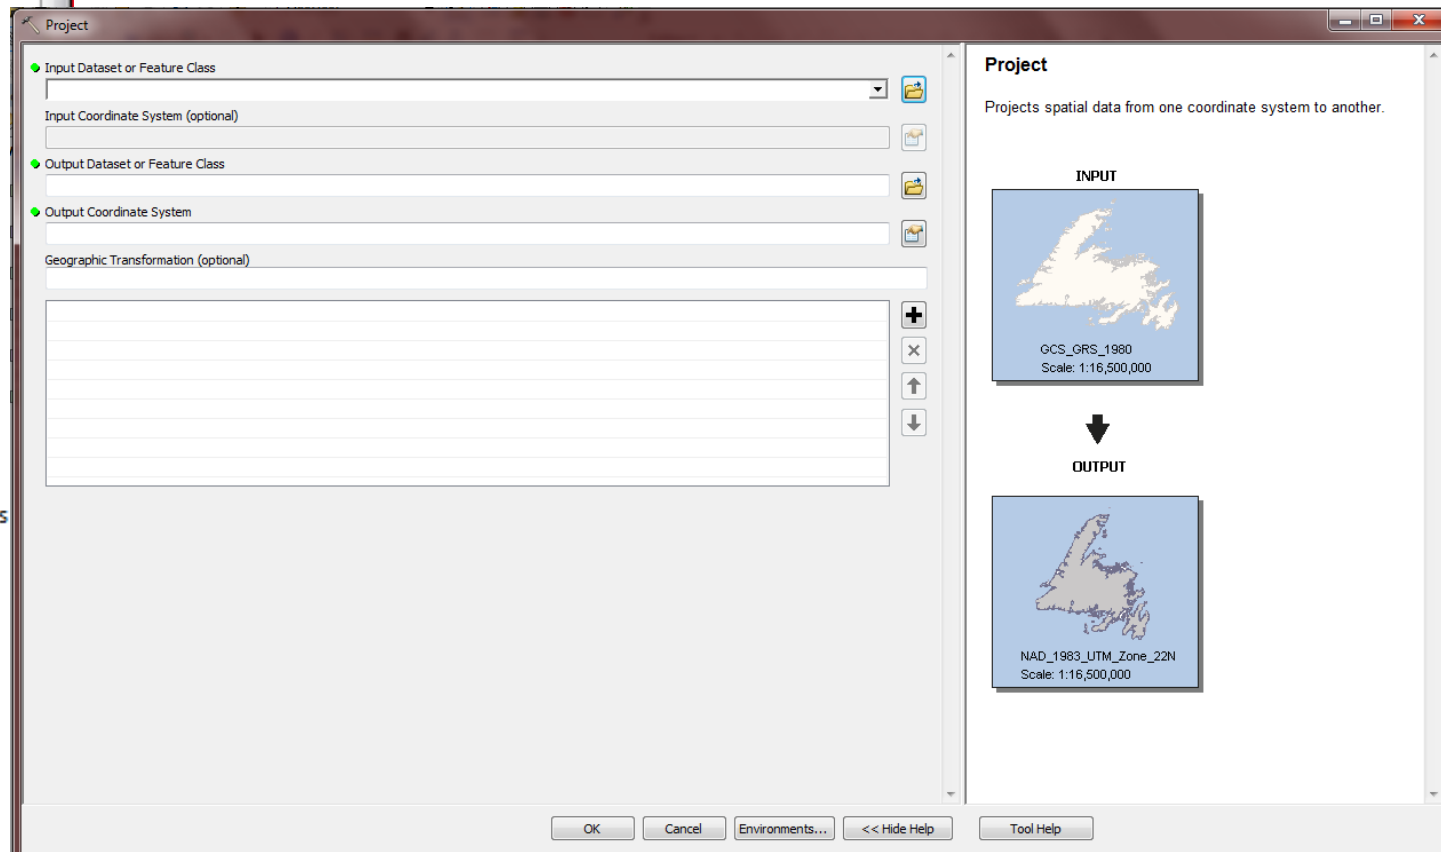 Project
Input Dataset or Feature Class
Input Coordinate System (optional)
Output Dataset or Feature Class
Output Coordinate System
Geographic Transformation (optional)
s
OK
Cancel
Environments...
<< Hide Help
Project
Projects spatial data from one coordinate system to another.
INPUT
GCS_GRS_1980
Scale: 1:16,500,000
OUTPUT
NAD_1983_UTM_Zone_22N
Scale: 1:16,500,000
Tool Help